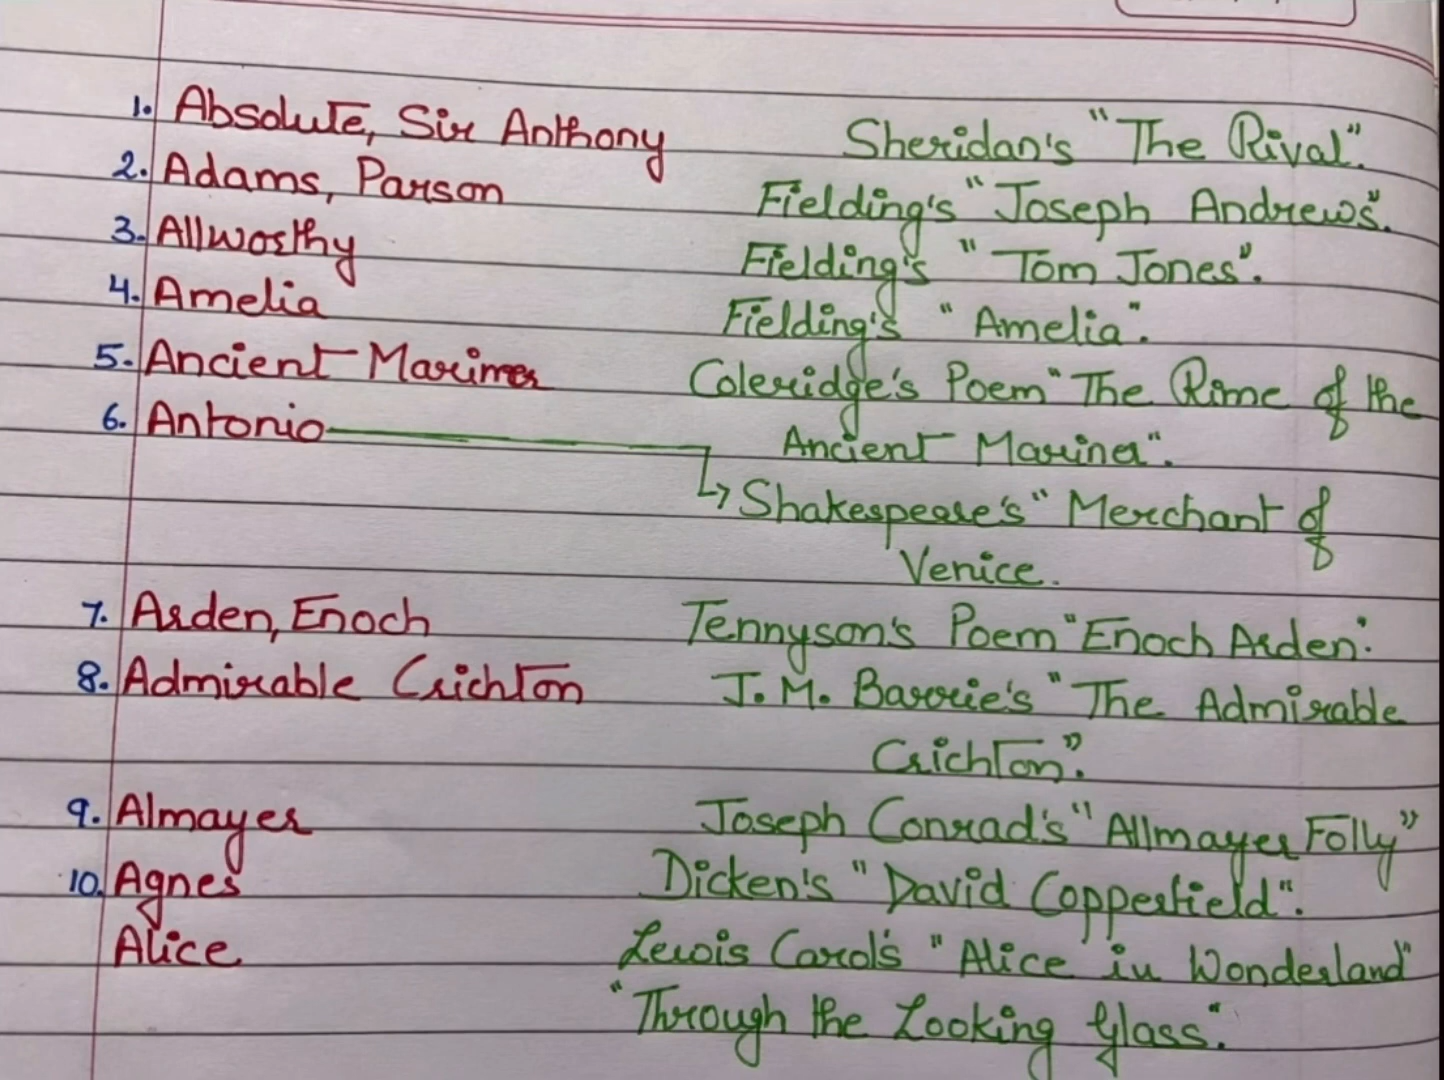 1. Absolute, Sir Anthony Sheridan's "The Rival".
2. Adams, Parson Fielding's "Joseph Andrews".
3. Allworthy Fielding's "Tom Jones".
4. Amelia Fielding's "Amelia".
5. Ancient Mariner Coleridge's Poem "The Rime of the
Ancient Mariner".
6. Antonio Shakespeare's "Merchant of
Venice.
7. Arden, Enoch Tennyson's Poem "Enoch Arden".
8. Admirable Crichton J. M. Barrie's "The Admirable
Crichton".
9. Almayer Joseph Conrad's "Allmayer Folly"
10. Agnes Dicken's "David Copperfield".
Alice Lewis Carol's "Alice in Wonderland"
"Through the Looking Glass".